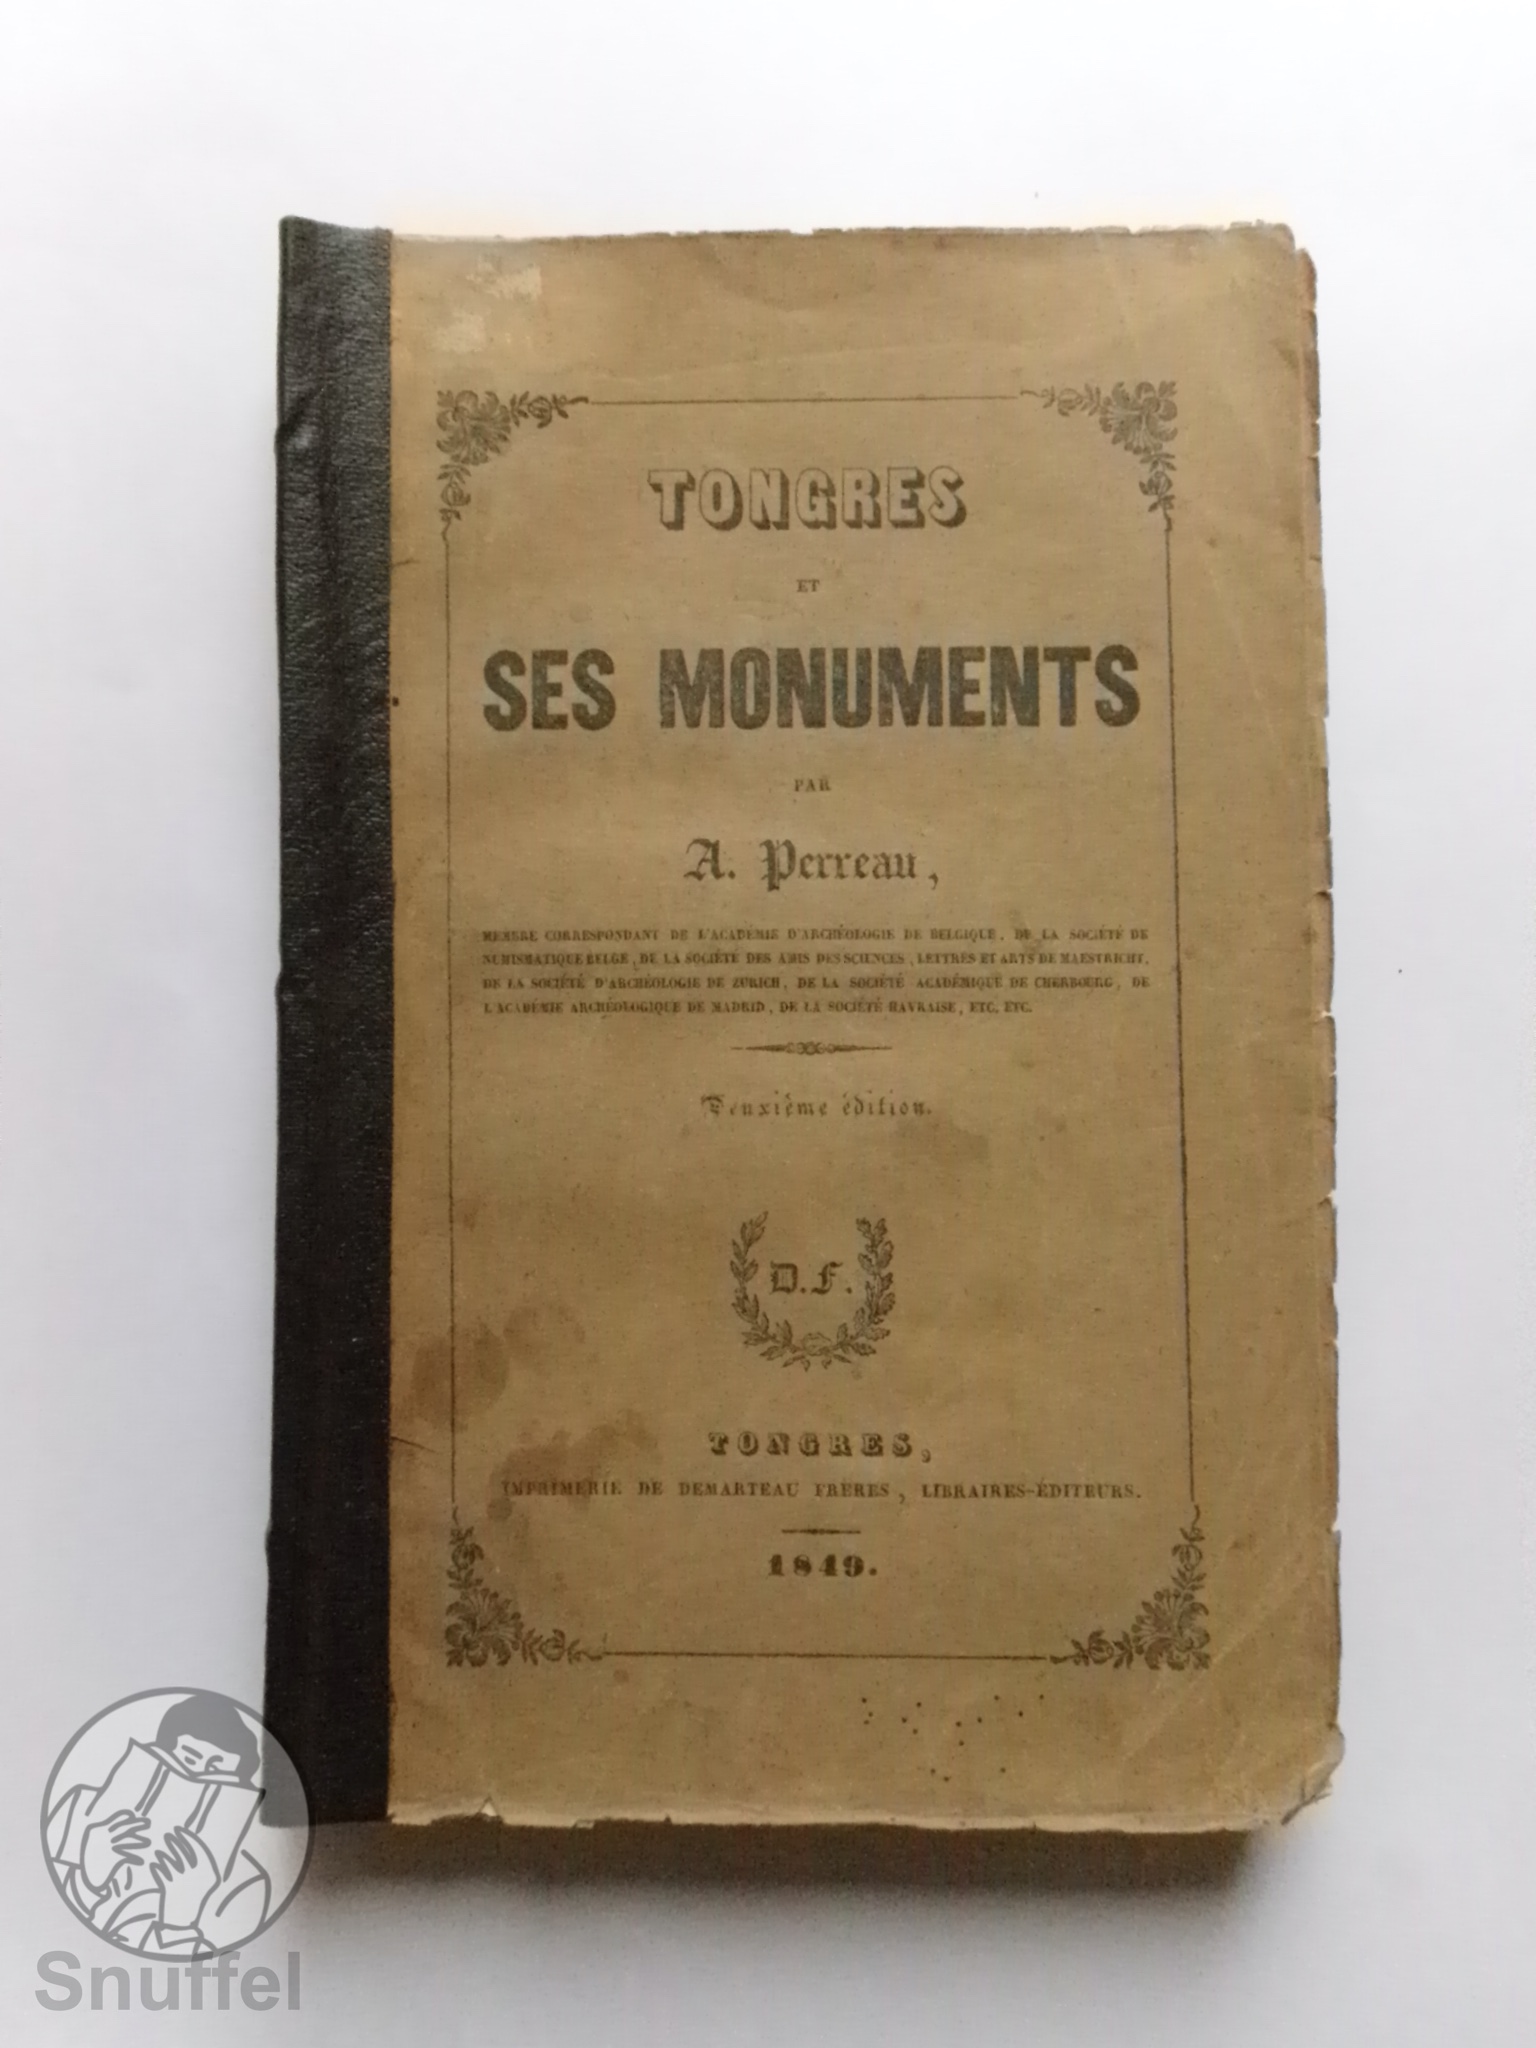 TONGRES
ET
SES MONUMENTS
PAR
A. Perreau,
MEMBRE CORRESPONDANT DE L'ACADÉMIE D'ARCHÉOLOGIE DE BELGIQUE, DE LA SOCIÉTÉ DE
NUMISMATIQUE BELGE, DE LA SOCIÉTÉ DES AMIS DES SCIENCES, LETTRES ET ARTS DE MAESTRICHT,
DE LA SOCIÉTÉ D'ARCHÉOLOGIE DE ZURICH, DE LA SOCIÉTÉ ACADÉMIQUE DE CHERBOURG, DE
L'ACADÉMIE ARCHÉOLOGIQUE DE MADRID, DE LA SOCIÉTÉ HAVRAISE, ETC. ETC.
Deuxième édition.
D. F.
TONGRES,
IMPRIMERIE DE DEMARTEAU FRÈRES, LIBRAIRES-ÉDITEURS.
1849.
Snuffel